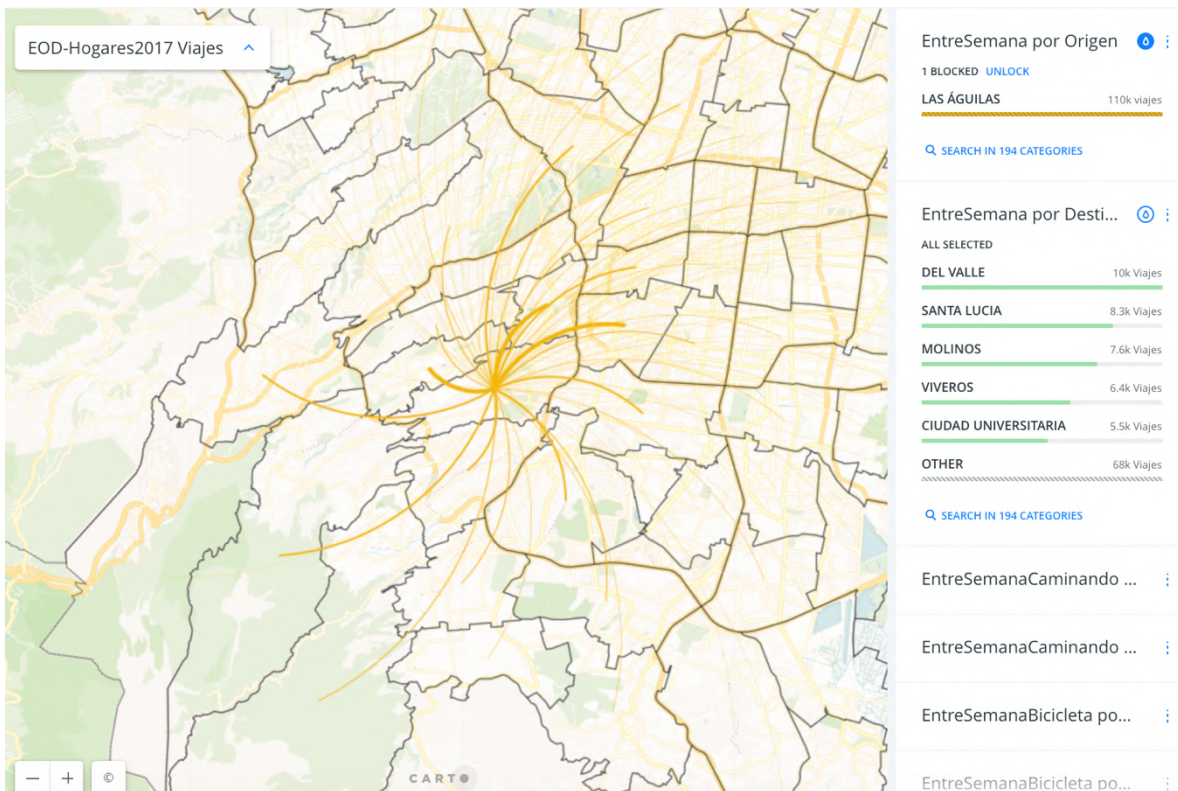 EOD-Hogares2017 Viajes
EntreSemana por Origen
1 BLOCKED UNLOCK
LAS ÁGUILAS 110k viajes
SEARCH IN 194 CATEGORIES
EntreSemana por Desti...
ALL SELECTED
DEL VALLE 10k Viajes
SANTA LUCIA 8.3k Viajes
MOLINOS 7.6k Viajes
VIVEROS 6.4k Viajes
CIUDAD UNIVERSITARIA 5.5k Viajes
OTHER 68k Viajes
SEARCH IN 194 CATEGORIES
EntreSemanaCaminando ...
EntreSemanaCaminando ...
EntreSemanaBicicleta po...
EntreSemanaBicicleta po...
− + ©
CARTO